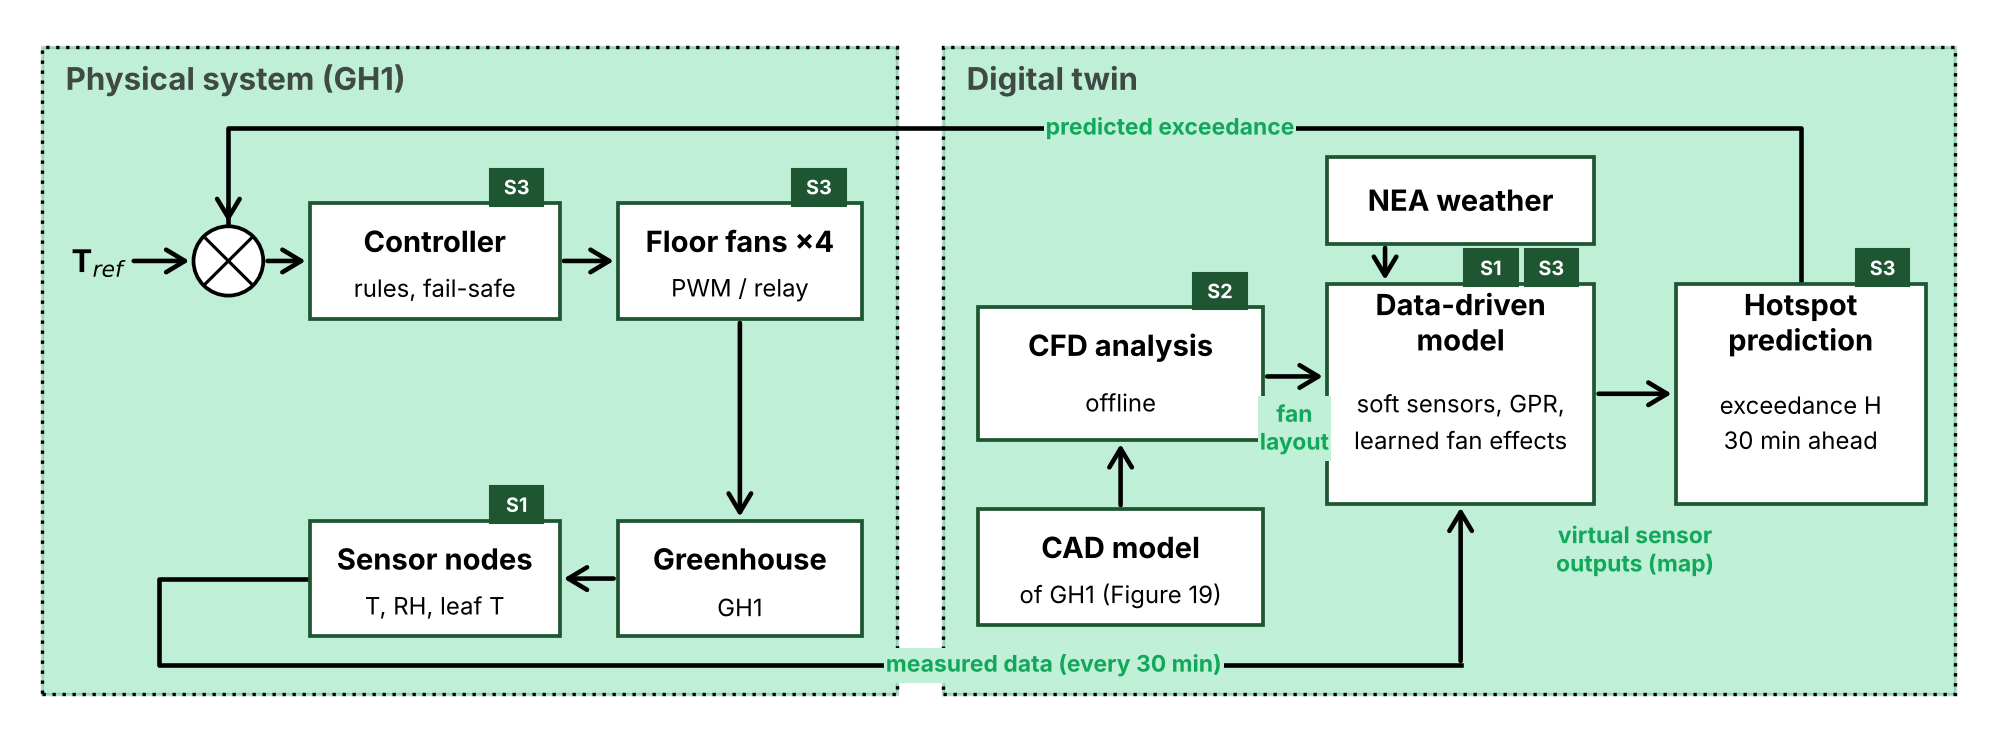 Physical system (GH1)
Digital twin
predicted exceedance
S3
S3
T ref
Controller
rules, fail-safe
Floor fans ×4
PWM / relay
NEA weather
S1
S3
S3
S2
CFD analysis
offline
Data-driven
model
soft sensors, GPR,
learned fan effects
Hotspot
prediction
exceedance H
30 min ahead
fan
layout
S1
Sensor nodes
T, RH, leaf T
Greenhouse
GH1
CAD model
of GH1 (Figure 19)
virtual sensor
outputs (map)
measured data (every 30 min)